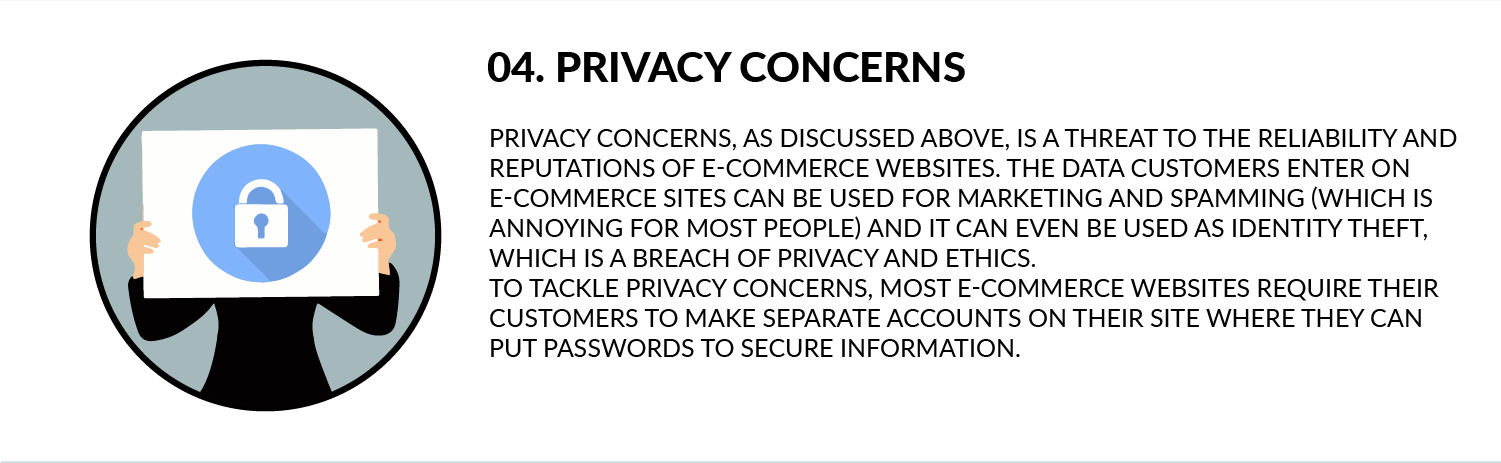 04. PRIVACY CONCERNS
PRIVACY CONCERNS, AS DISCUSSED ABOVE, IS A THREAT TO THE RELIABILITY AND
REPUTATIONS OF E-COMMERCE WEBSITES. THE DATA CUSTOMERS ENTER ON
E-COMMERCE SITES CAN BE USED FOR MARKETING AND SPAMMING (WHICH IS
ANNOYING FOR MOST PEOPLE) AND IT CAN EVEN BE USED AS IDENTITY THEFT,
WHICH IS A BREACH OF PRIVACY AND ETHICS.
TO TACKLE PRIVACY CONCERNS, MOST E-COMMERCE WEBSITES REQUIRE THEIR
CUSTOMERS TO MAKE SEPARATE ACCOUNTS ON THEIR SITE WHERE THEY CAN
PUT PASSWORDS TO SECURE INFORMATION.